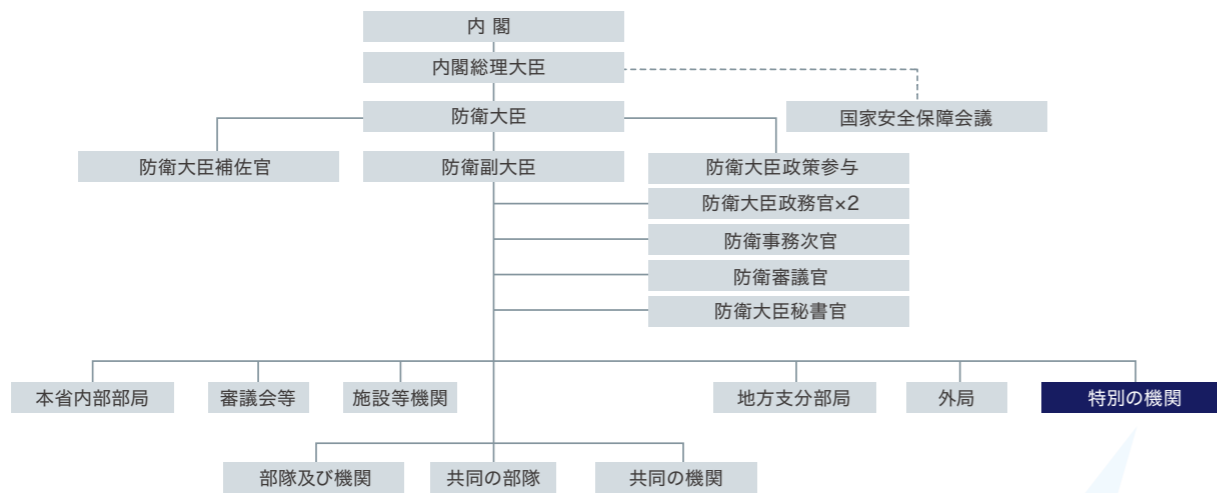 内 閣
内閣総理大臣
防衛大臣
国家安全保障会議
防衛大臣補佐官
防衛副大臣
防衛大臣政策参与
防衛大臣政務官×2
防衛事務次官
防衛審議官
防衛大臣秘書官
本省内部部局
審議会等
施設等機関
地方支分部局
外局
特別の機関
部隊及び機関
共同の部隊
共同の機関